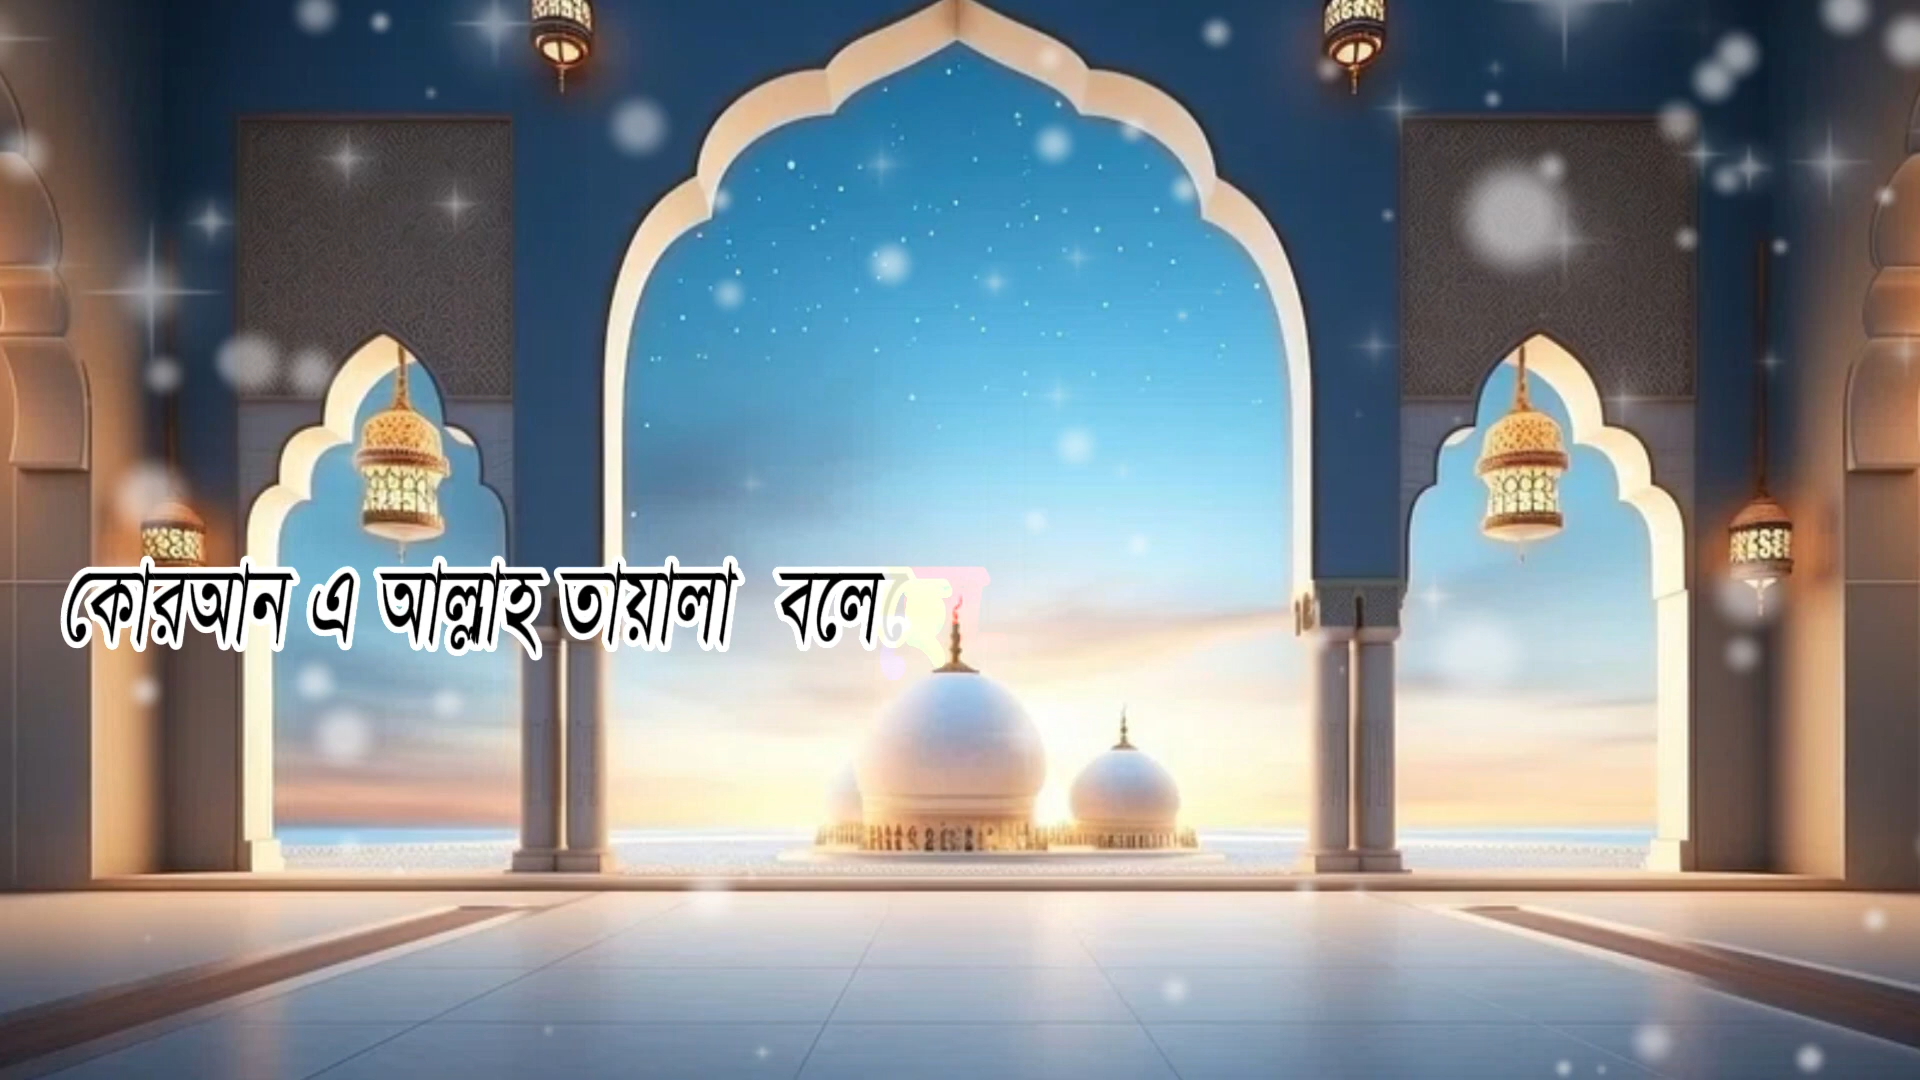 কোরআন এ আল্লাহ তায়ালা বলে